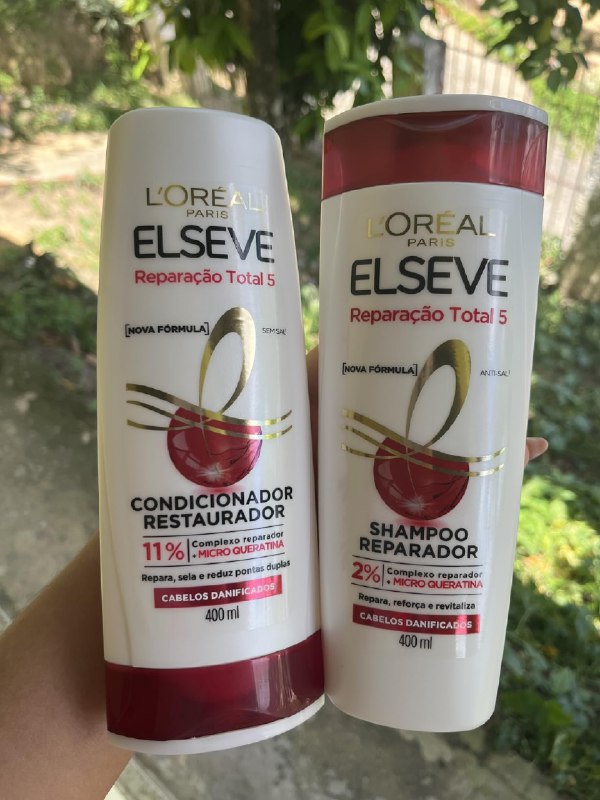 L'ORÉAL
PARIS
ELSEVE
Reparação Total 5
[NOVA FÓRMULA]
SEM SAL¹
CONDICIONADOR
RESTAURADOR
11% Complexo reparador
+ MICRO QUERATINA
Repara, sela e reduz pontas duplas
CABELOS DANIFICADOS
400 ml
L'ORÉAL
PARIS
ELSEVE
Reparação Total 5
[NOVA FÓRMULA]
ANTI-SAL¹
SHAMPOO
REPARADOR
2% Complexo reparador
+ MICRO QUERATINA
Repara, reforça e revitaliza
CABELOS DANIFICADOS
400 ml